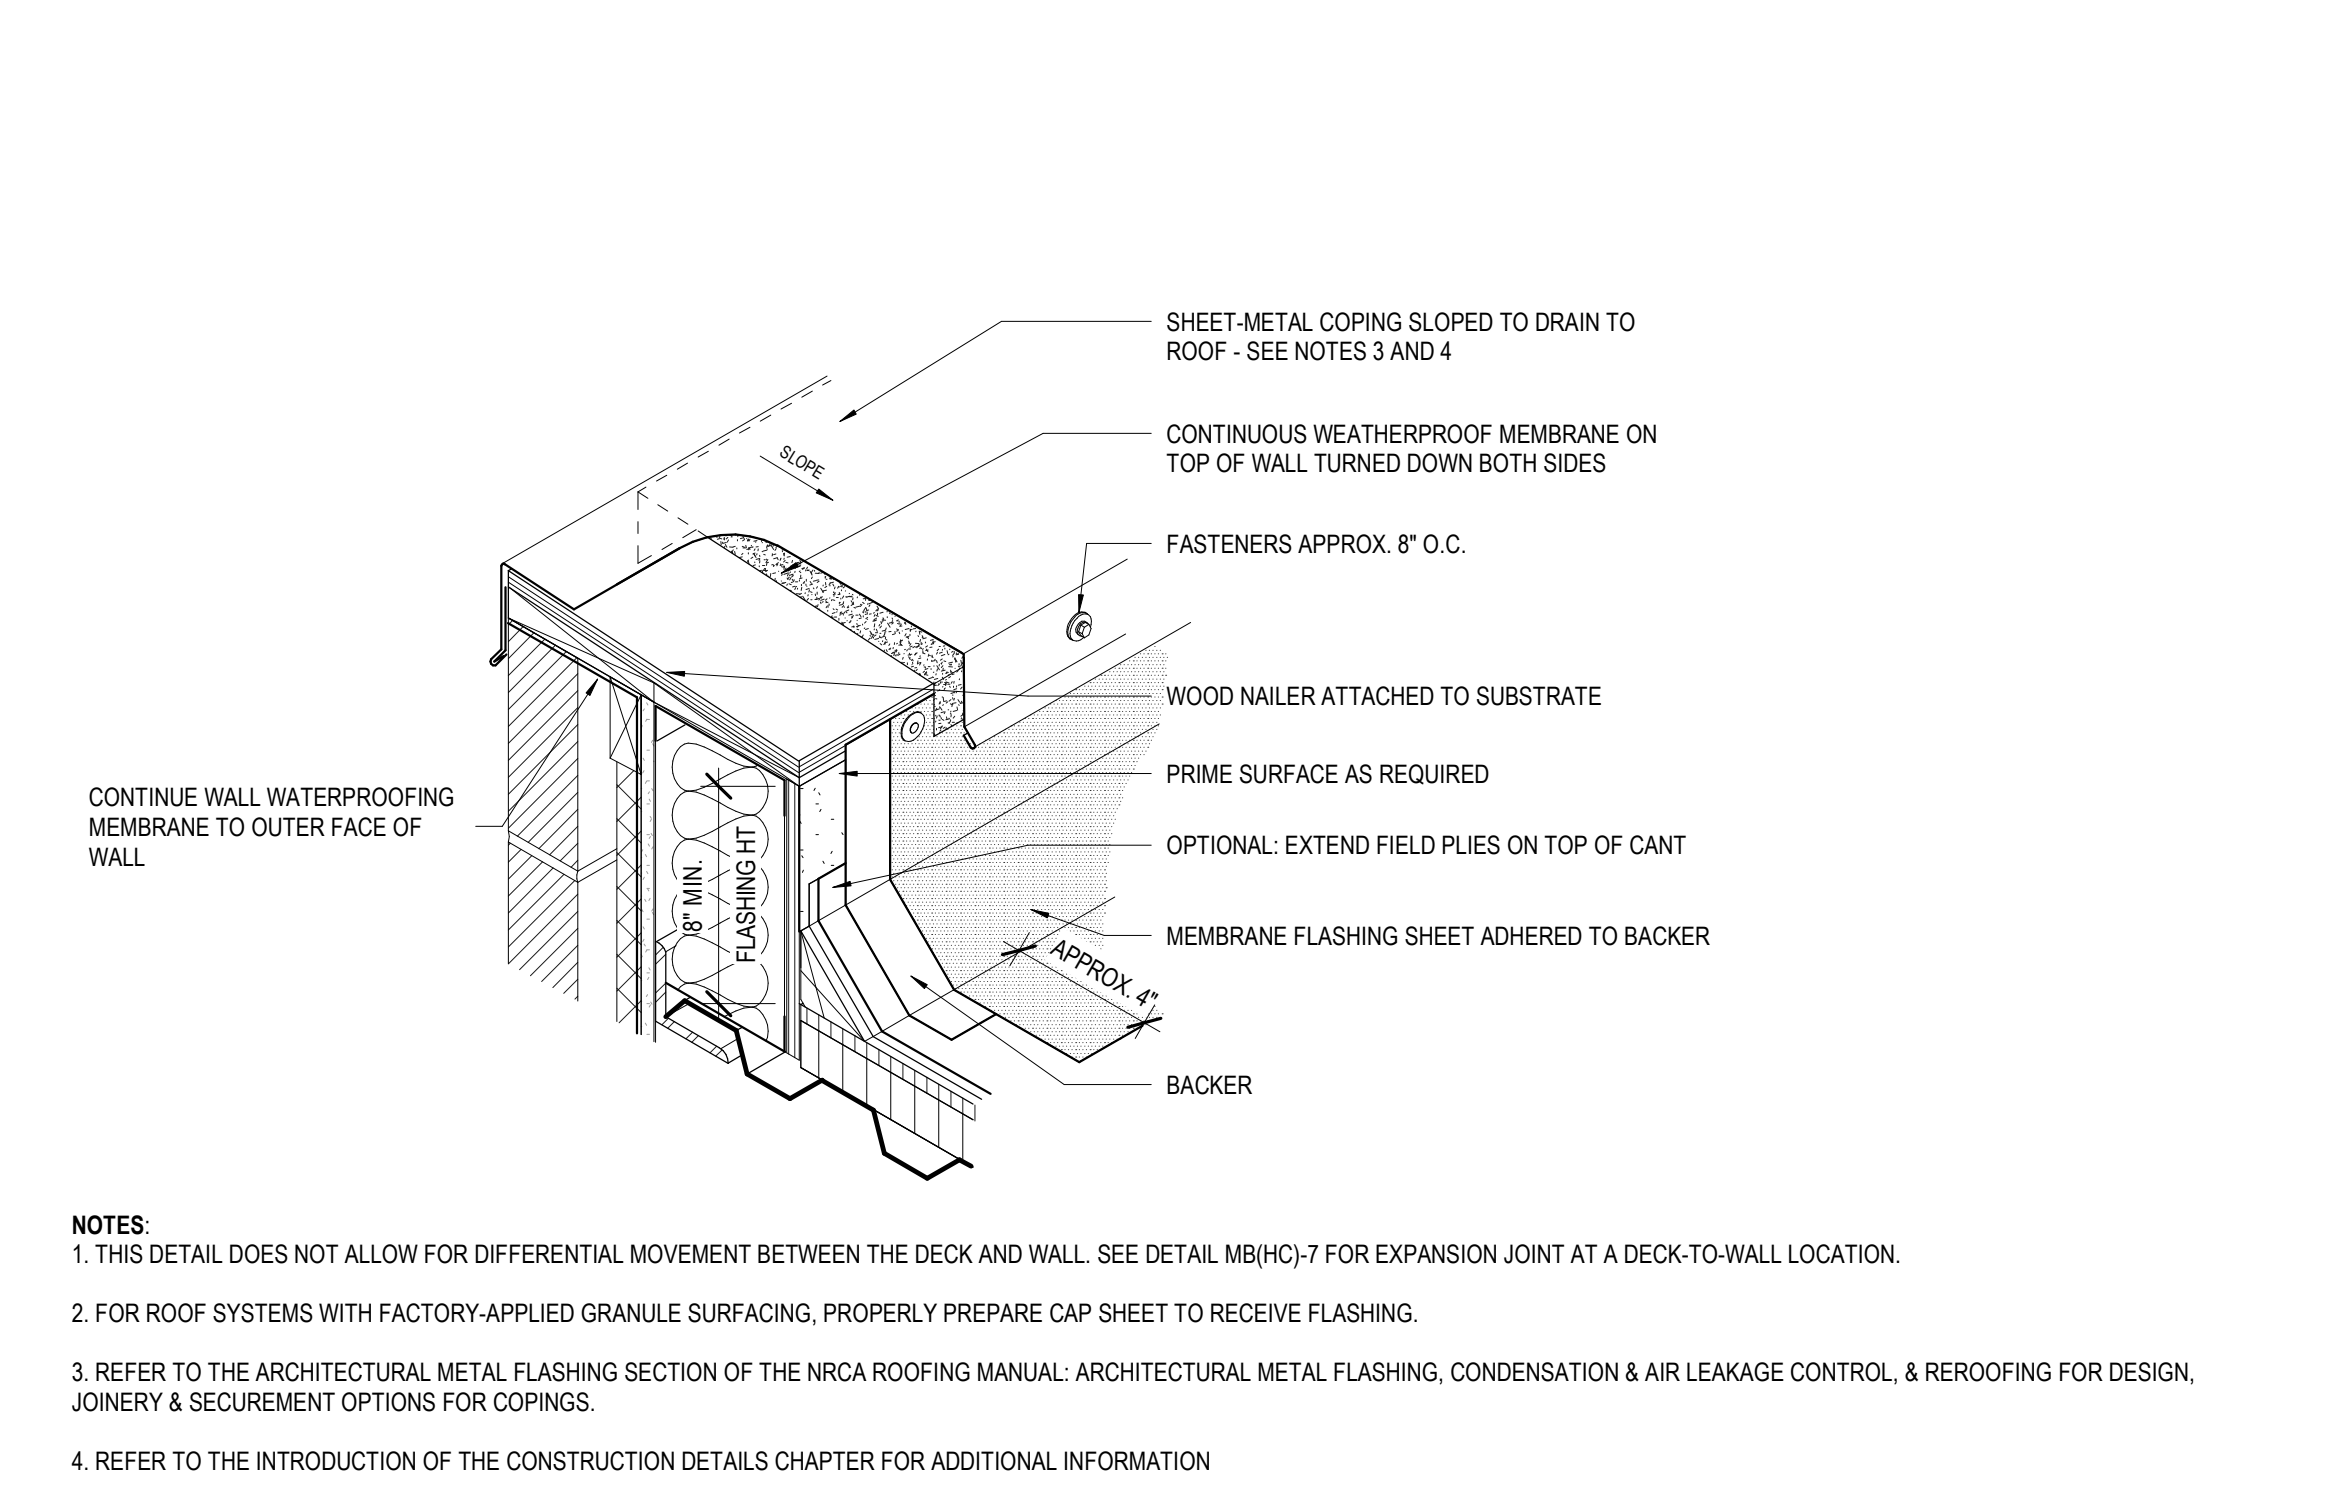 SHEET-METAL COPING SLOPED TO DRAIN TO
ROOF - SEE NOTES 3 AND 4
CONTINUOUS WEATHERPROOF MEMBRANE ON
TOP OF WALL TURNED DOWN BOTH SIDES
SLOPE
FASTENERS APPROX. 8" O.C.
WOOD NAILER ATTACHED TO SUBSTRATE
PRIME SURFACE AS REQUIRED
CONTINUE WALL WATERPROOFING
MEMBRANE TO OUTER FACE OF
WALL
8" MIN.
FLASHING HT
OPTIONAL: EXTEND FIELD PLIES ON TOP OF CANT
MEMBRANE FLASHING SHEET ADHERED TO BACKER
APPROX. 4"
BACKER
NOTES:
1. THIS DETAIL DOES NOT ALLOW FOR DIFFERENTIAL MOVEMENT BETWEEN THE DECK AND WALL. SEE DETAIL MB(HC)-7 FOR EXPANSION JOINT AT A DECK-TO-WALL LOCATION.
2. FOR ROOF SYSTEMS WITH FACTORY-APPLIED GRANULE SURFACING, PROPERLY PREPARE CAP SHEET TO RECEIVE FLASHING.
3. REFER TO THE ARCHITECTURAL METAL FLASHING SECTION OF THE NRCA ROOFING MANUAL: ARCHITECTURAL METAL FLASHING, CONDENSATION & AIR LEAKAGE CONTROL, & REROOFING FOR DESIGN,
JOINERY & SECUREMENT OPTIONS FOR COPINGS.
4. REFER TO THE INTRODUCTION OF THE CONSTRUCTION DETAILS CHAPTER FOR ADDITIONAL INFORMATION